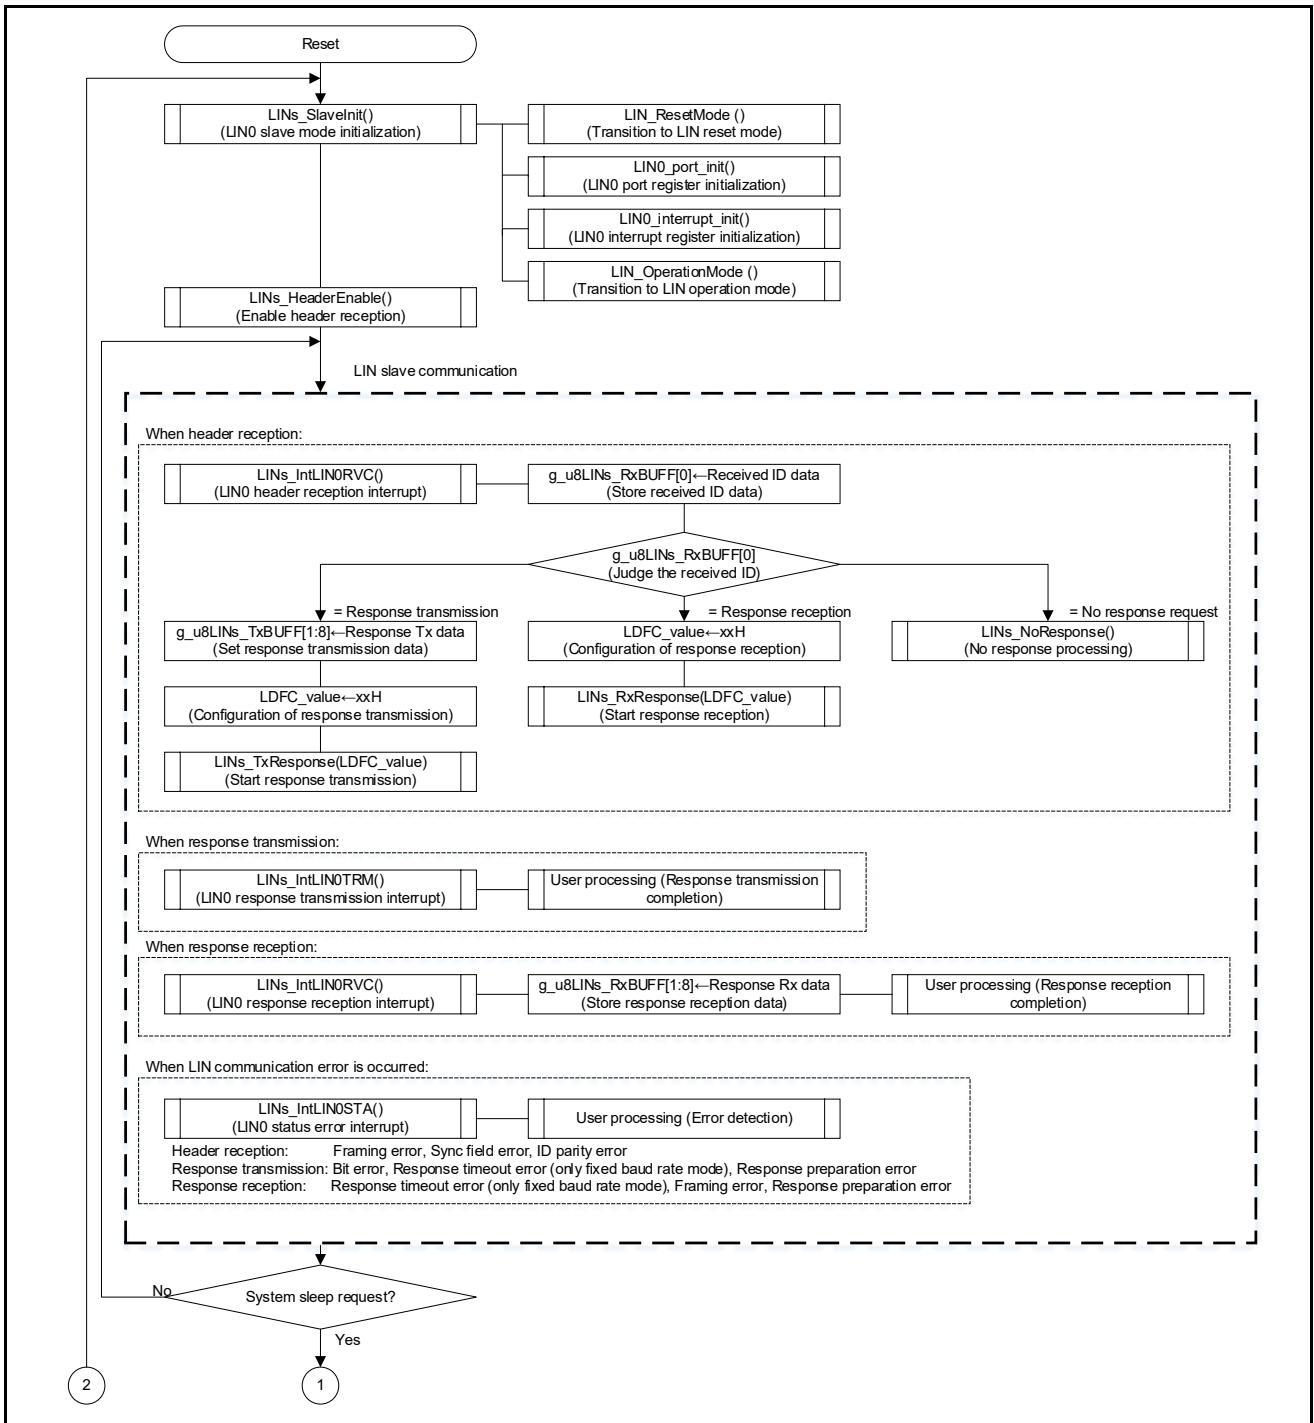 Reset
LINs_SlaveInit()
(LIN0 slave mode initialization)
LIN_ResetMode ()
(Transition to LIN reset mode)
LIN0_port_init()
(LIN0 port register initialization)
LIN0_interrupt_init()
(LIN0 interrupt register initialization)
LIN_OperationMode ()
(Transition to LIN operation mode)
LINs_HeaderEnable()
(Enable header reception)
LIN slave communication
When header reception:
LINs_IntLIN0RVC()
(LIN0 header reception interrupt)
g_u8LINs_RxBUFF[0]←Received ID data
(Store received ID data)
g_u8LINs_RxBUFF[0]
(Judge the received ID)
= Response transmission
= Response reception
= No response request
g_u8LINs_TxBUFF[1:8]←Response Tx data
(Set response transmission data)
LDFC_value←xxH
(Configuration of response reception)
LINs_NoResponse()
(No response processing)
LDFC_value←xxH
(Configuration of response transmission)
LINs_RxResponse(LDFC_value)
(Start response reception)
LINs_TxResponse(LDFC_value)
(Start response transmission)
When response transmission:
LINs_IntLIN0TRM()
(LIN0 response transmission interrupt)
User processing (Response transmission
completion)
When response reception:
LINs_IntLIN0RVC()
(LIN0 response reception interrupt)
g_u8LINs_RxBUFF[1:8]←Response Rx data
(Store response reception data)
User processing (Response reception
completion)
When LIN communication error is occurred:
LINs_IntLIN0STA()
(LIN0 status error interrupt)
User processing (Error detection)
Header reception: Framing error, Sync field error, ID parity error
Response transmission: Bit error, Response timeout error (only fixed baud rate mode), Response preparation error
Response reception: Response timeout error (only fixed baud rate mode), Framing error, Response preparation error
No
System sleep request?
Yes
2
1